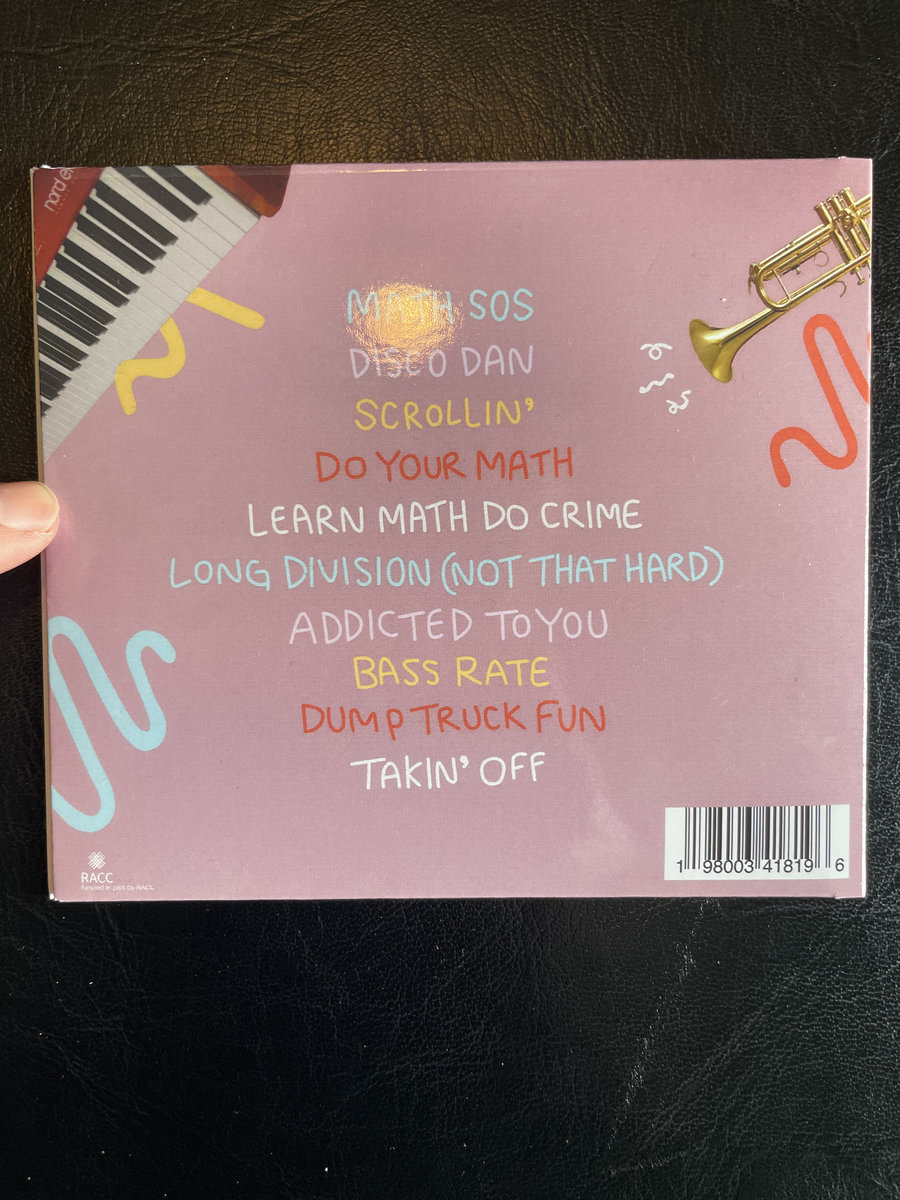 nord e
MATH SOS
DISCO DAN
SCROLLIN'
DO YOUR MATH
LEARN MATH DO CRIME
LONG DIVISION (NOT THAT HARD)
ADDICTED TO YOU
BASS RATE
DUMP TRUCK FUN
TAKIN' OFF
RACC
funded in part by RACC
1 98003 41819 6